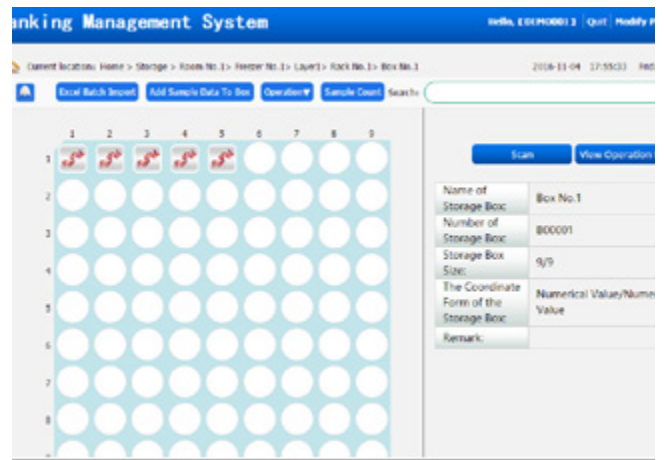 anking Management System
Hello, Quit Modify P
Current location: Home > Storage > Room No.1> Freezer No.1> Layer1> Rack No.1> Box No.1
2016-11-04 17:55:33
Excel Batch Import Add Sample Data To Box Operation▼ Sample Count Search:
1 2 3 4 5 6 7 8 9
1
2
3
4
5
6
7
8
Scan View Operation
Name of
Storage Box:
Box No.1
Number of
Storage Box:
B00001
Storage Box
Size:
9/9
The Coordinate
Form of the
Storage Box:
Numerical Value/Nume
Value
Remark: